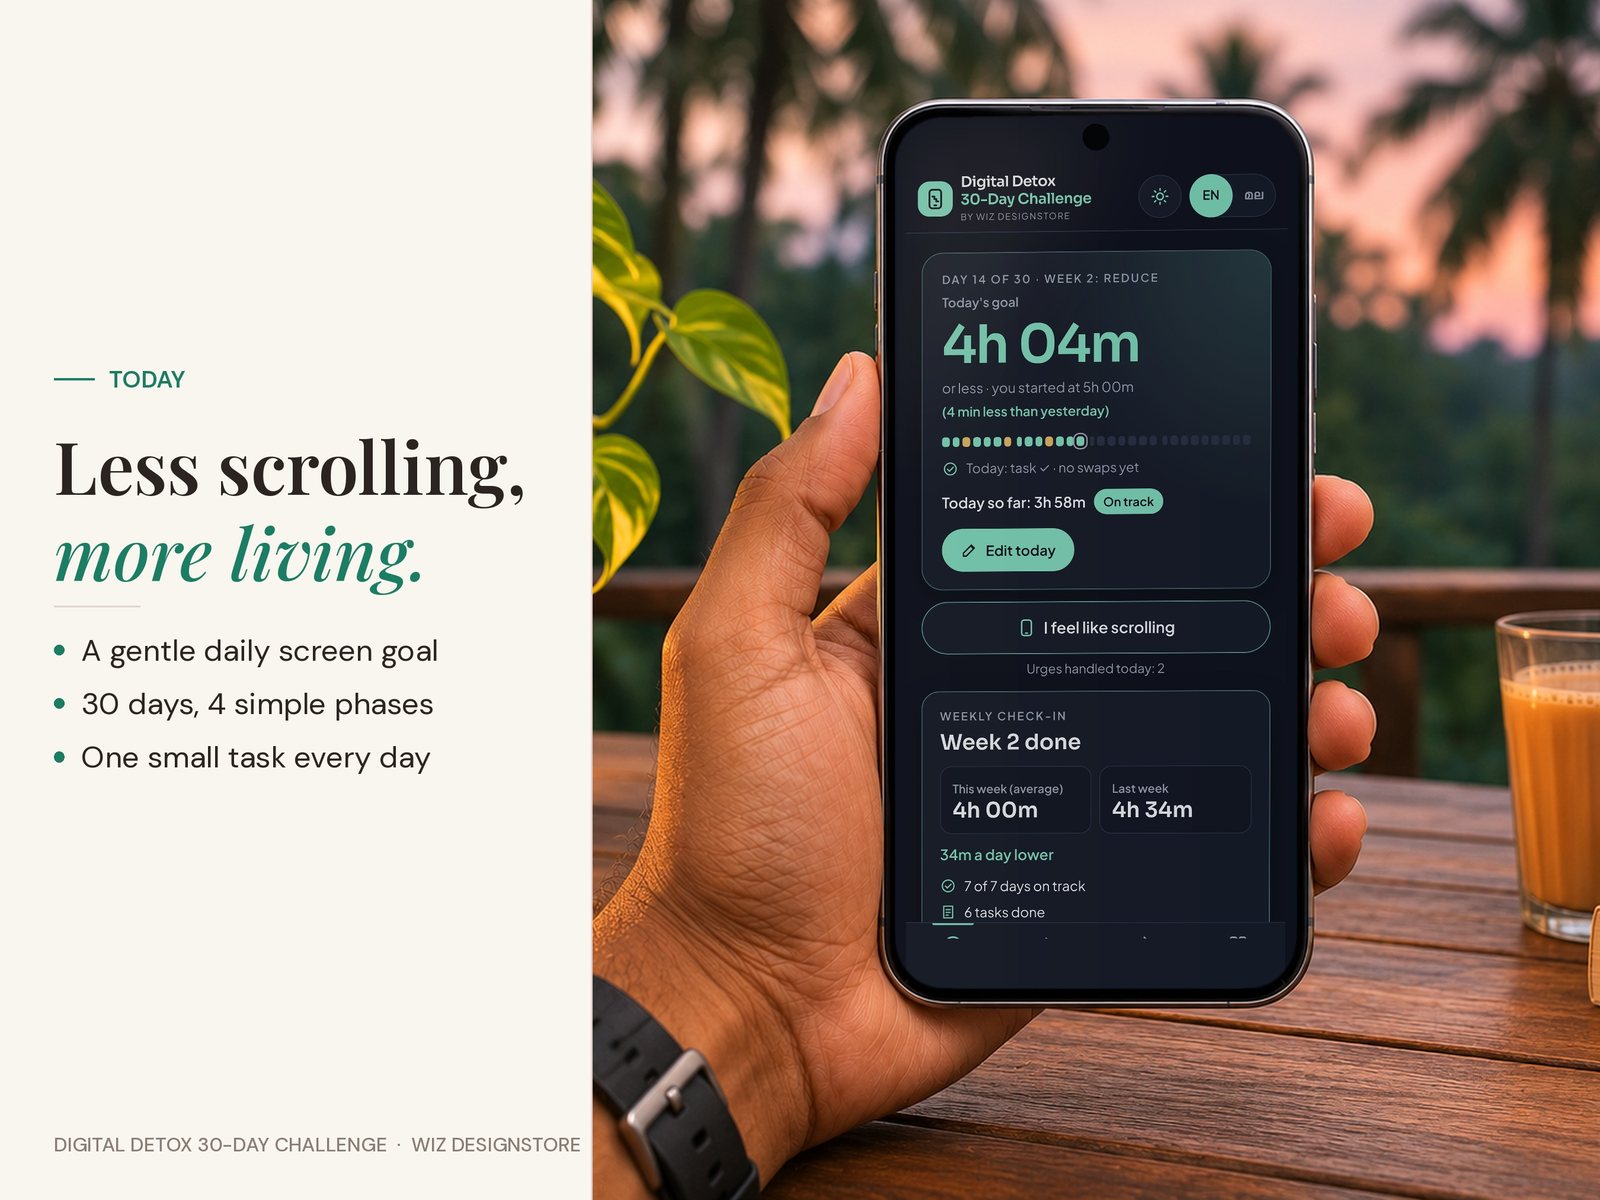 TODAY
Less scrolling,
more living.
A gentle daily screen goal
30 days, 4 simple phases
One small task every day
DIGITAL DETOX 30-DAY CHALLENGE · WIZ DESIGNSTORE
Digital Detox
30-Day Challenge
BY WIZ DESIGNSTORE
EN
മല
DAY 14 OF 30 · WEEK 2: REDUCE
Today's goal
4h 04m
or less · you started at 5h 00m
(4 min less than yesterday)
Today: task ✓ · no swaps yet
Today so far: 3h 58m On track
Edit today
I feel like scrolling
Urges handled today: 2
WEEKLY CHECK-IN
Week 2 done
This week (average)
4h 00m
Last week
4h 34m
34m a day lower
7 of 7 days on track
6 tasks done